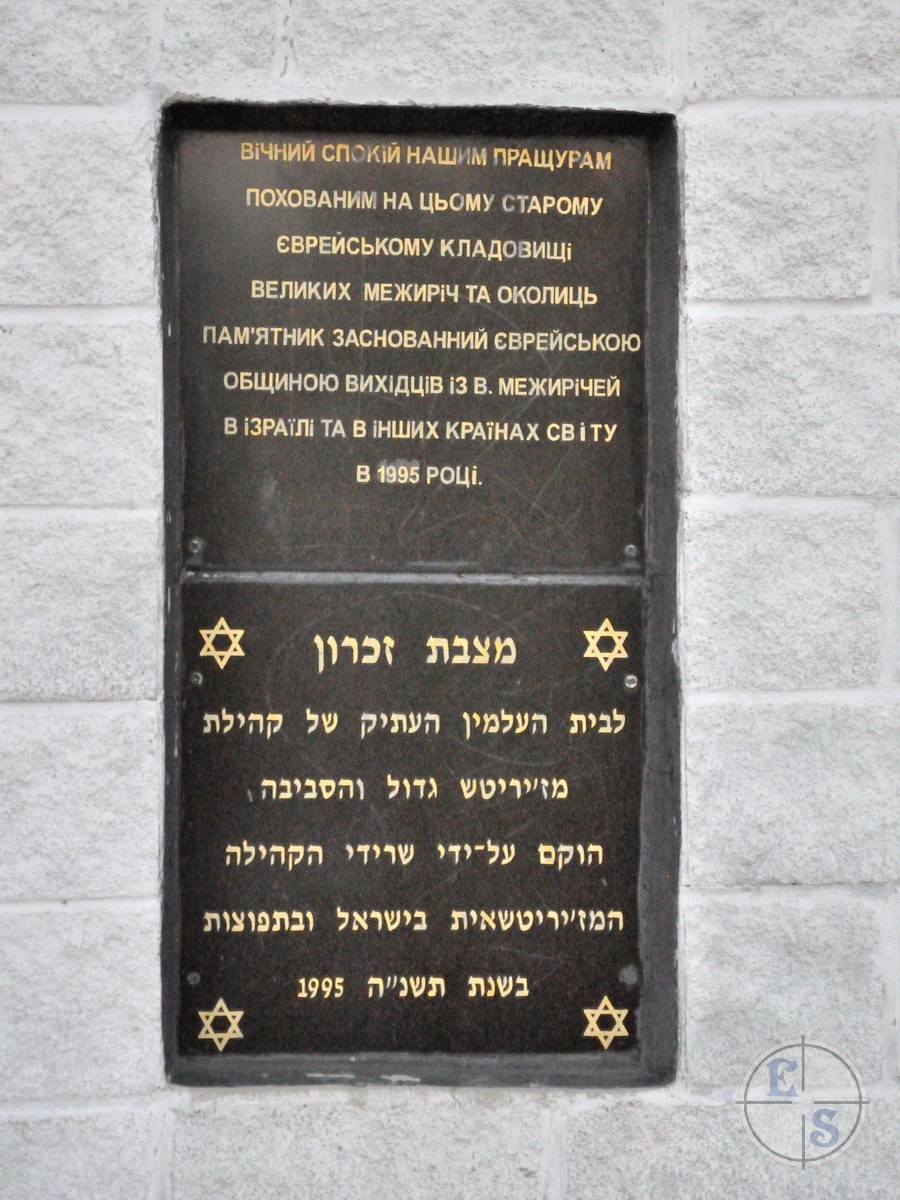 ВіЧНИЙ СПОКіЙ НАШИМ ПРАЩУРАМ
ПОХОВАНИМ НА ЦЬОМУ СТАРОМУ
ЄВРЕЙСЬКОМУ КЛАДОВИЩі
ВЕЛИКИХ МЕЖИРіЧ ТА ОКОЛИЦЬ
ПАМ'ЯТНИК ЗАСНОВАННИЙ ЄВРЕЙСЬКОЮ
ОБЩИНОЮ ВИХіДЦіВ іЗ В. МЕЖИРіЧЕЙ
В іЗРАЇЛі ТА В іНШИХ КРАЇНАХ СВіТУ
В 1995 РОЦі.
מצבת זכרון
לבית העלמין העתיק של קהילת
מז׳יריטש גדול והסביבה
הוקם על־ידי שרידי הקהילה
המז׳יריטשאית בישראל ובתפוצות
בשנת תשנ״ה 1995
E
S